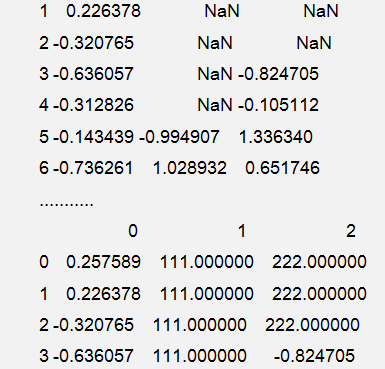 1 0.226378 NaN NaN
2 -0.320765 NaN NaN
3 -0.636057 NaN -0.824705
4 -0.312826 NaN -0.105112
5 -0.143439 -0.994907 1.336340
6 -0.736261 1.028932 0.651746
...........
0 1 2
0 0.257589 111.000000 222.000000
1 0.226378 111.000000 222.000000
2 -0.320765 111.000000 222.000000
3 -0.636057 111.000000 -0.824705